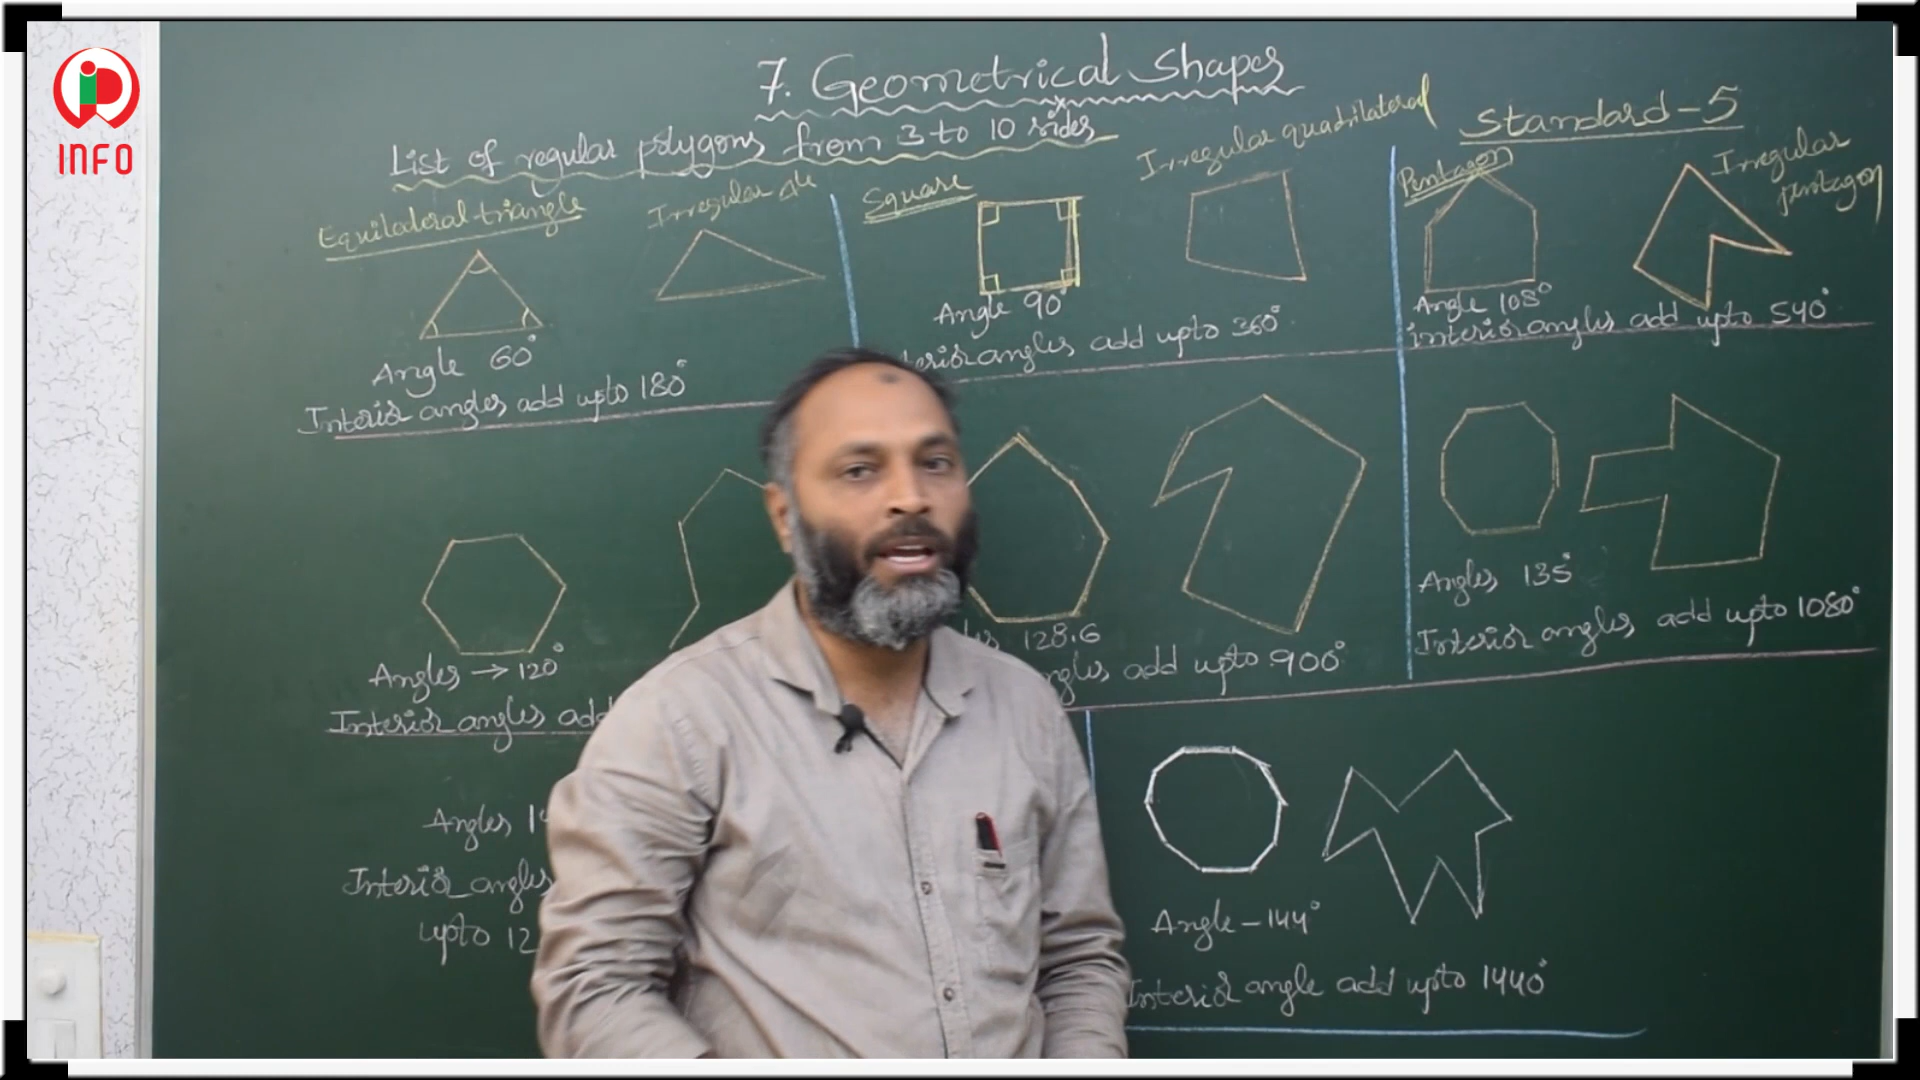 INFO
7. Geometrical Shapes
Standard-5
List of regular polygons from 3 to 10 sides
Equilateral triangle
Irregular
Square
Irregular quadrilateral
Pentagon
Irregular
pentagon
Angle 60°
Interior angles add upto 180°
Angle 90°
angles add upto 360°
Angle 108°
interior angles add upto 540°
Angles → 120°
Interior angles add
128.6
add upto 900°
Angles 135°
Interior angles add upto 1080°
Angles
Interior angles
upto
Angle - 144°
Interior angle add upto 1440°